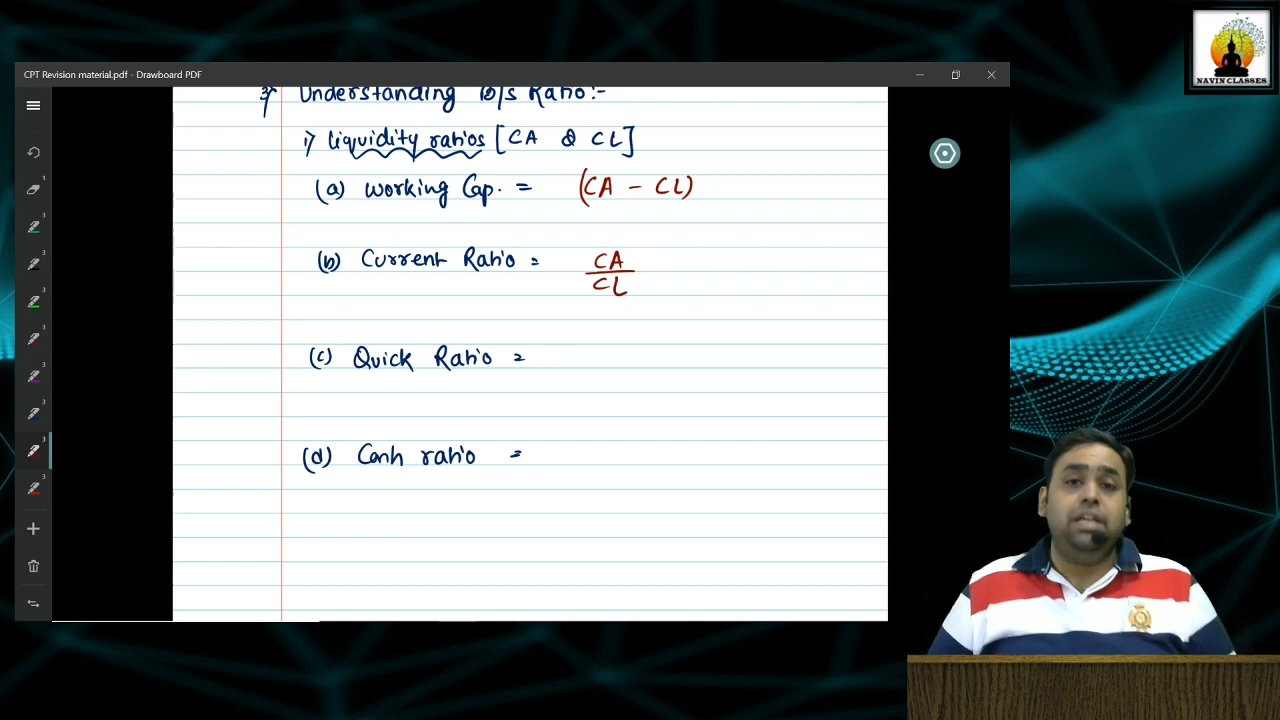 NAVIN CLASSES
CPT Revision material.pdf - Drawboard PDF
Understanding B/s Ratio:-
1) liquidity ratios [CA & CL]
(a) Working Cap. = (CA - CL)
(b) Current Ratio = CA
CL
(c) Quick Ratio =
(d) Cash ratio =